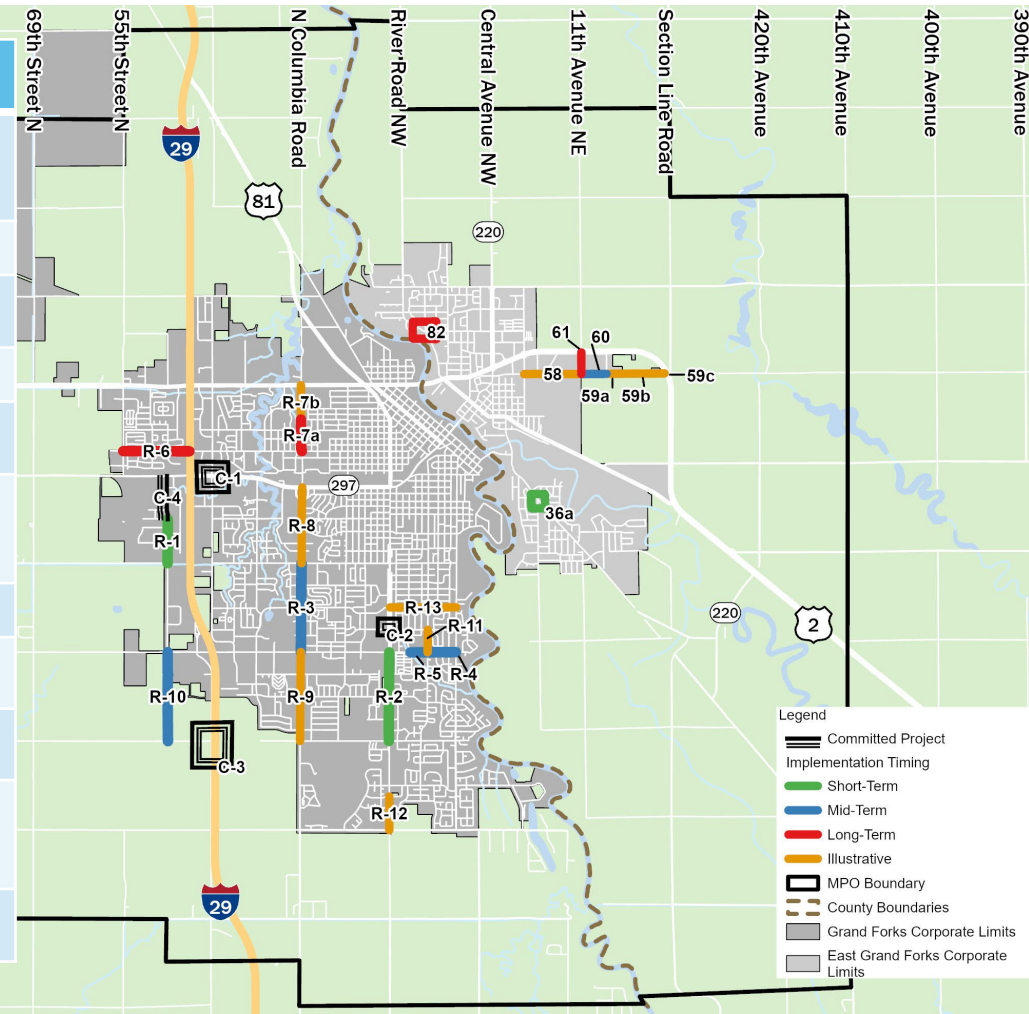 69th Street N
55th Street N
N Columbia Road
River Road NW
Central Avenue NW
11th Avenue NE
Section Line Road
420th Avenue
410th Avenue
400th Avenue
390th Avenue
29
81
220
82
61
60
58
59c
59a
59b
R-7b
R-7a
R-6
C-1
297
C-4
36a
R-8
R-1
R-3
R-13
C-2
R-11
220
2
R-5
R-4
R-10
R-9
R-2
C-3
R-12
29
Legend
Committed Project
Implementation Timing
Short-Term
Mid-Term
Long-Term
Illustrative
MPO Boundary
County Boundaries
Grand Forks Corporate Limits
East Grand Forks Corporate
Limits